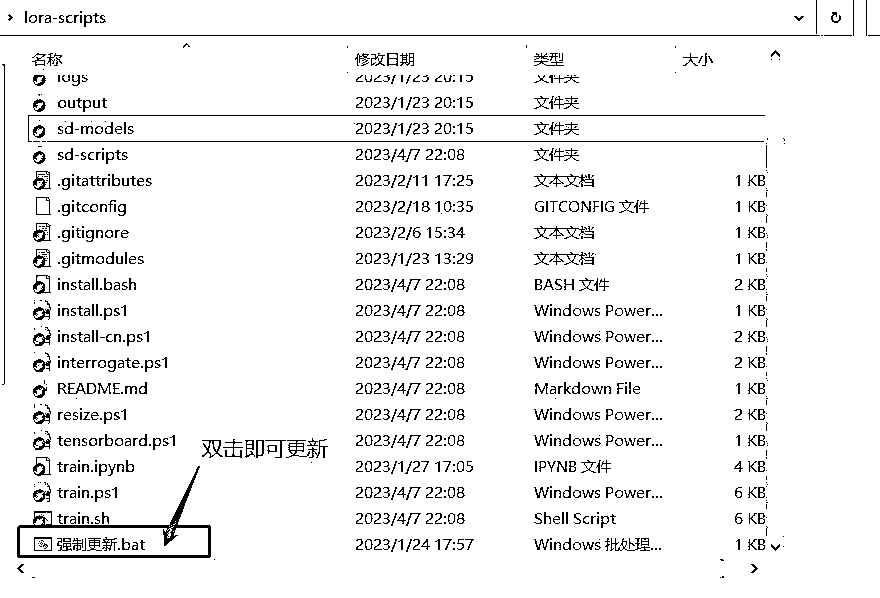 lora-scripts
名称 修改日期 类型 大小
logs 2023/1/23 20:15 文件夹
output 2023/1/23 20:15 文件夹
sd-models 2023/1/23 20:15 文件夹
sd-scripts 2023/4/7 22:08 文件夹
.gitattributes 2023/2/11 17:25 文本文档 1 KB
.gitconfig 2023/2/18 10:35 GITCONFIG 文件 1 KB
.gitignore 2023/2/6 15:34 文本文档 1 KB
.gitmodules 2023/1/23 13:29 文本文档 1 KB
install.bash 2023/4/7 22:08 BASH 文件 2 KB
install.ps1 2023/4/7 22:08 Windows Power... 1 KB
install-cn.ps1 2023/4/7 22:08 Windows Power... 2 KB
interrogate.ps1 2023/4/7 22:08 Windows Power... 2 KB
README.md 2023/4/7 22:08 Markdown File 1 KB
resize.ps1 2023/4/7 22:08 Windows Power... 2 KB
tensorboard.ps1 2023/4/7 22:08 Windows Power... 1 KB
双击即可更新
train.ipynb 2023/1/27 17:05 IPYNB 文件 4 KB
train.ps1 2023/4/7 22:08 Windows Power... 6 KB
train.sh 2023/4/7 22:08 Shell Script 6 KB
强制更新.bat 2023/1/24 17:57 Windows 批处理... 1 KB